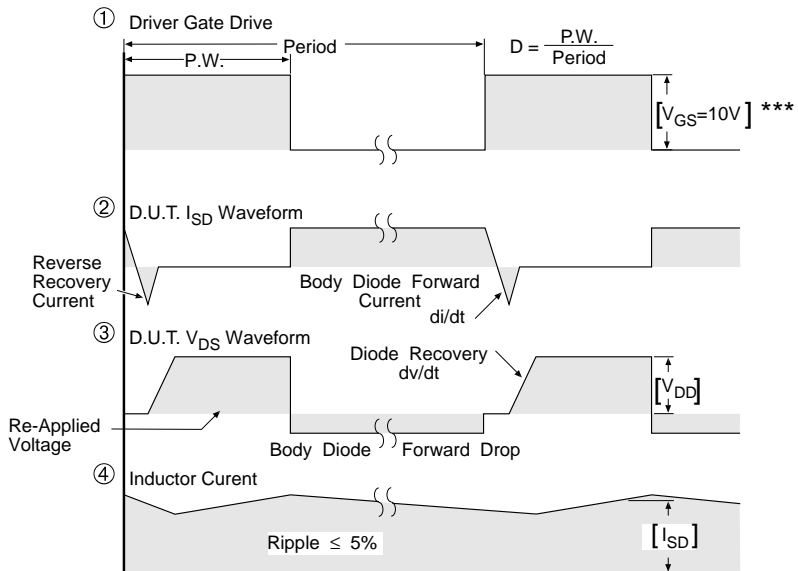 ① Driver Gate Drive
Period
P.W.
D = P.W. / Period
[VGS=10V] ***
② D.U.T. ISD Waveform
Reverse
Recovery
Current
Body Diode Forward
Current
di/dt
③ D.U.T. VDS Waveform
Diode Recovery
dv/dt
[VDD]
Re-Applied
Voltage
Body Diode Forward Drop
④ Inductor Curent
Ripple ≤ 5%
[ISD]